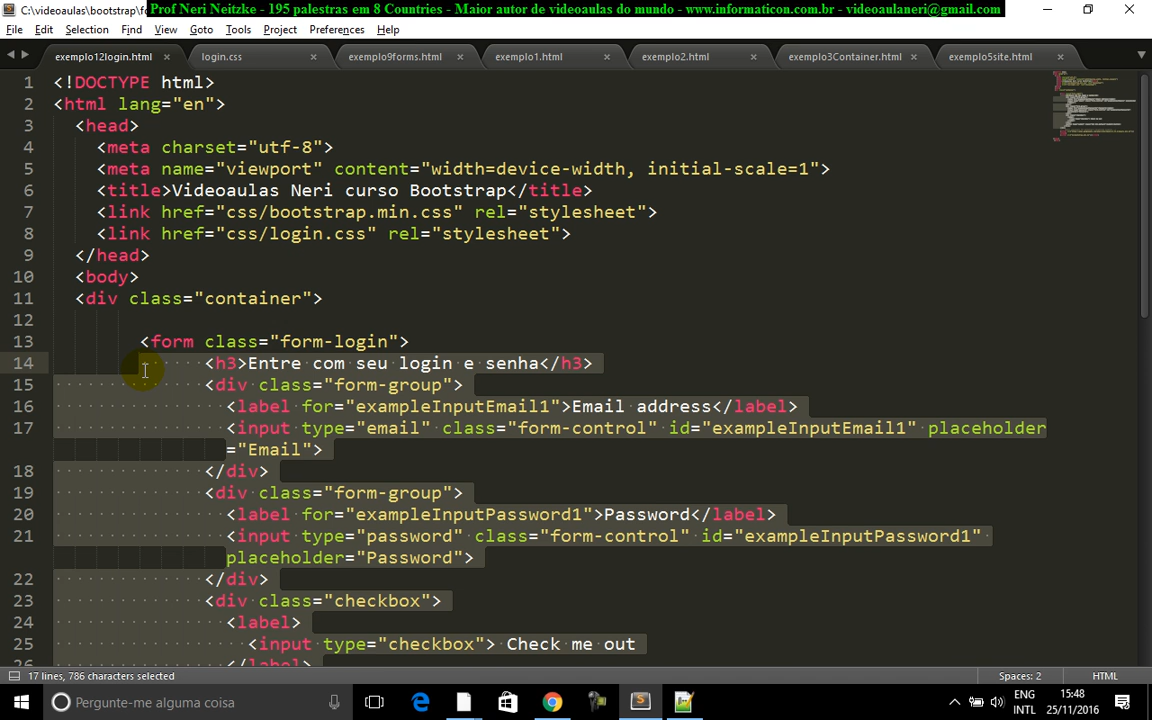 C:\videoaulas\bootstrap\fo
Prof Neri Neitzke - 195 palestras em 8 Countries - Maior autor de videoaulas do mundo - www.informaticon.com.br - videoaulaneri@gmail.com
File Edit Selection Find View Goto Tools Project Preferences Help
exemplo12login.html × login.css × exemplo9forms.html × exemplo1.html × exemplo2.html × exemplo3Container.html × exemplo5site.html ×
1 <!DOCTYPE html>
2 <html lang="en">
3 <head>
4 <meta charset="utf-8">
5 <meta name="viewport" content="width=device-width, initial-scale=1">
6 <title>Videoaulas Neri curso Bootstrap</title>
7 <link href="css/bootstrap.min.css" rel="stylesheet">
8 <link href="css/login.css" rel="stylesheet">
9 </head>
10 <body>
11 <div class="container">
12
13 <form class="form-login">
14 <h3>Entre com seu login e senha</h3>
15 <div class="form-group">
16 <label for="exampleInputEmail1">Email address</label>
17 <input type="email" class="form-control" id="exampleInputEmail1" placeholder
="Email">
18 </div>
19 <div class="form-group">
20 <label for="exampleInputPassword1">Password</label>
21 <input type="password" class="form-control" id="exampleInputPassword1"
placeholder="Password">
22 </div>
23 <div class="checkbox">
24 <label>
25 <input type="checkbox"> Check me out
26 </label>
17 lines, 786 characters selected Spaces: 2 HTML
Pergunte-me alguma coisa
ENG 15:48
INTL 25/11/2016